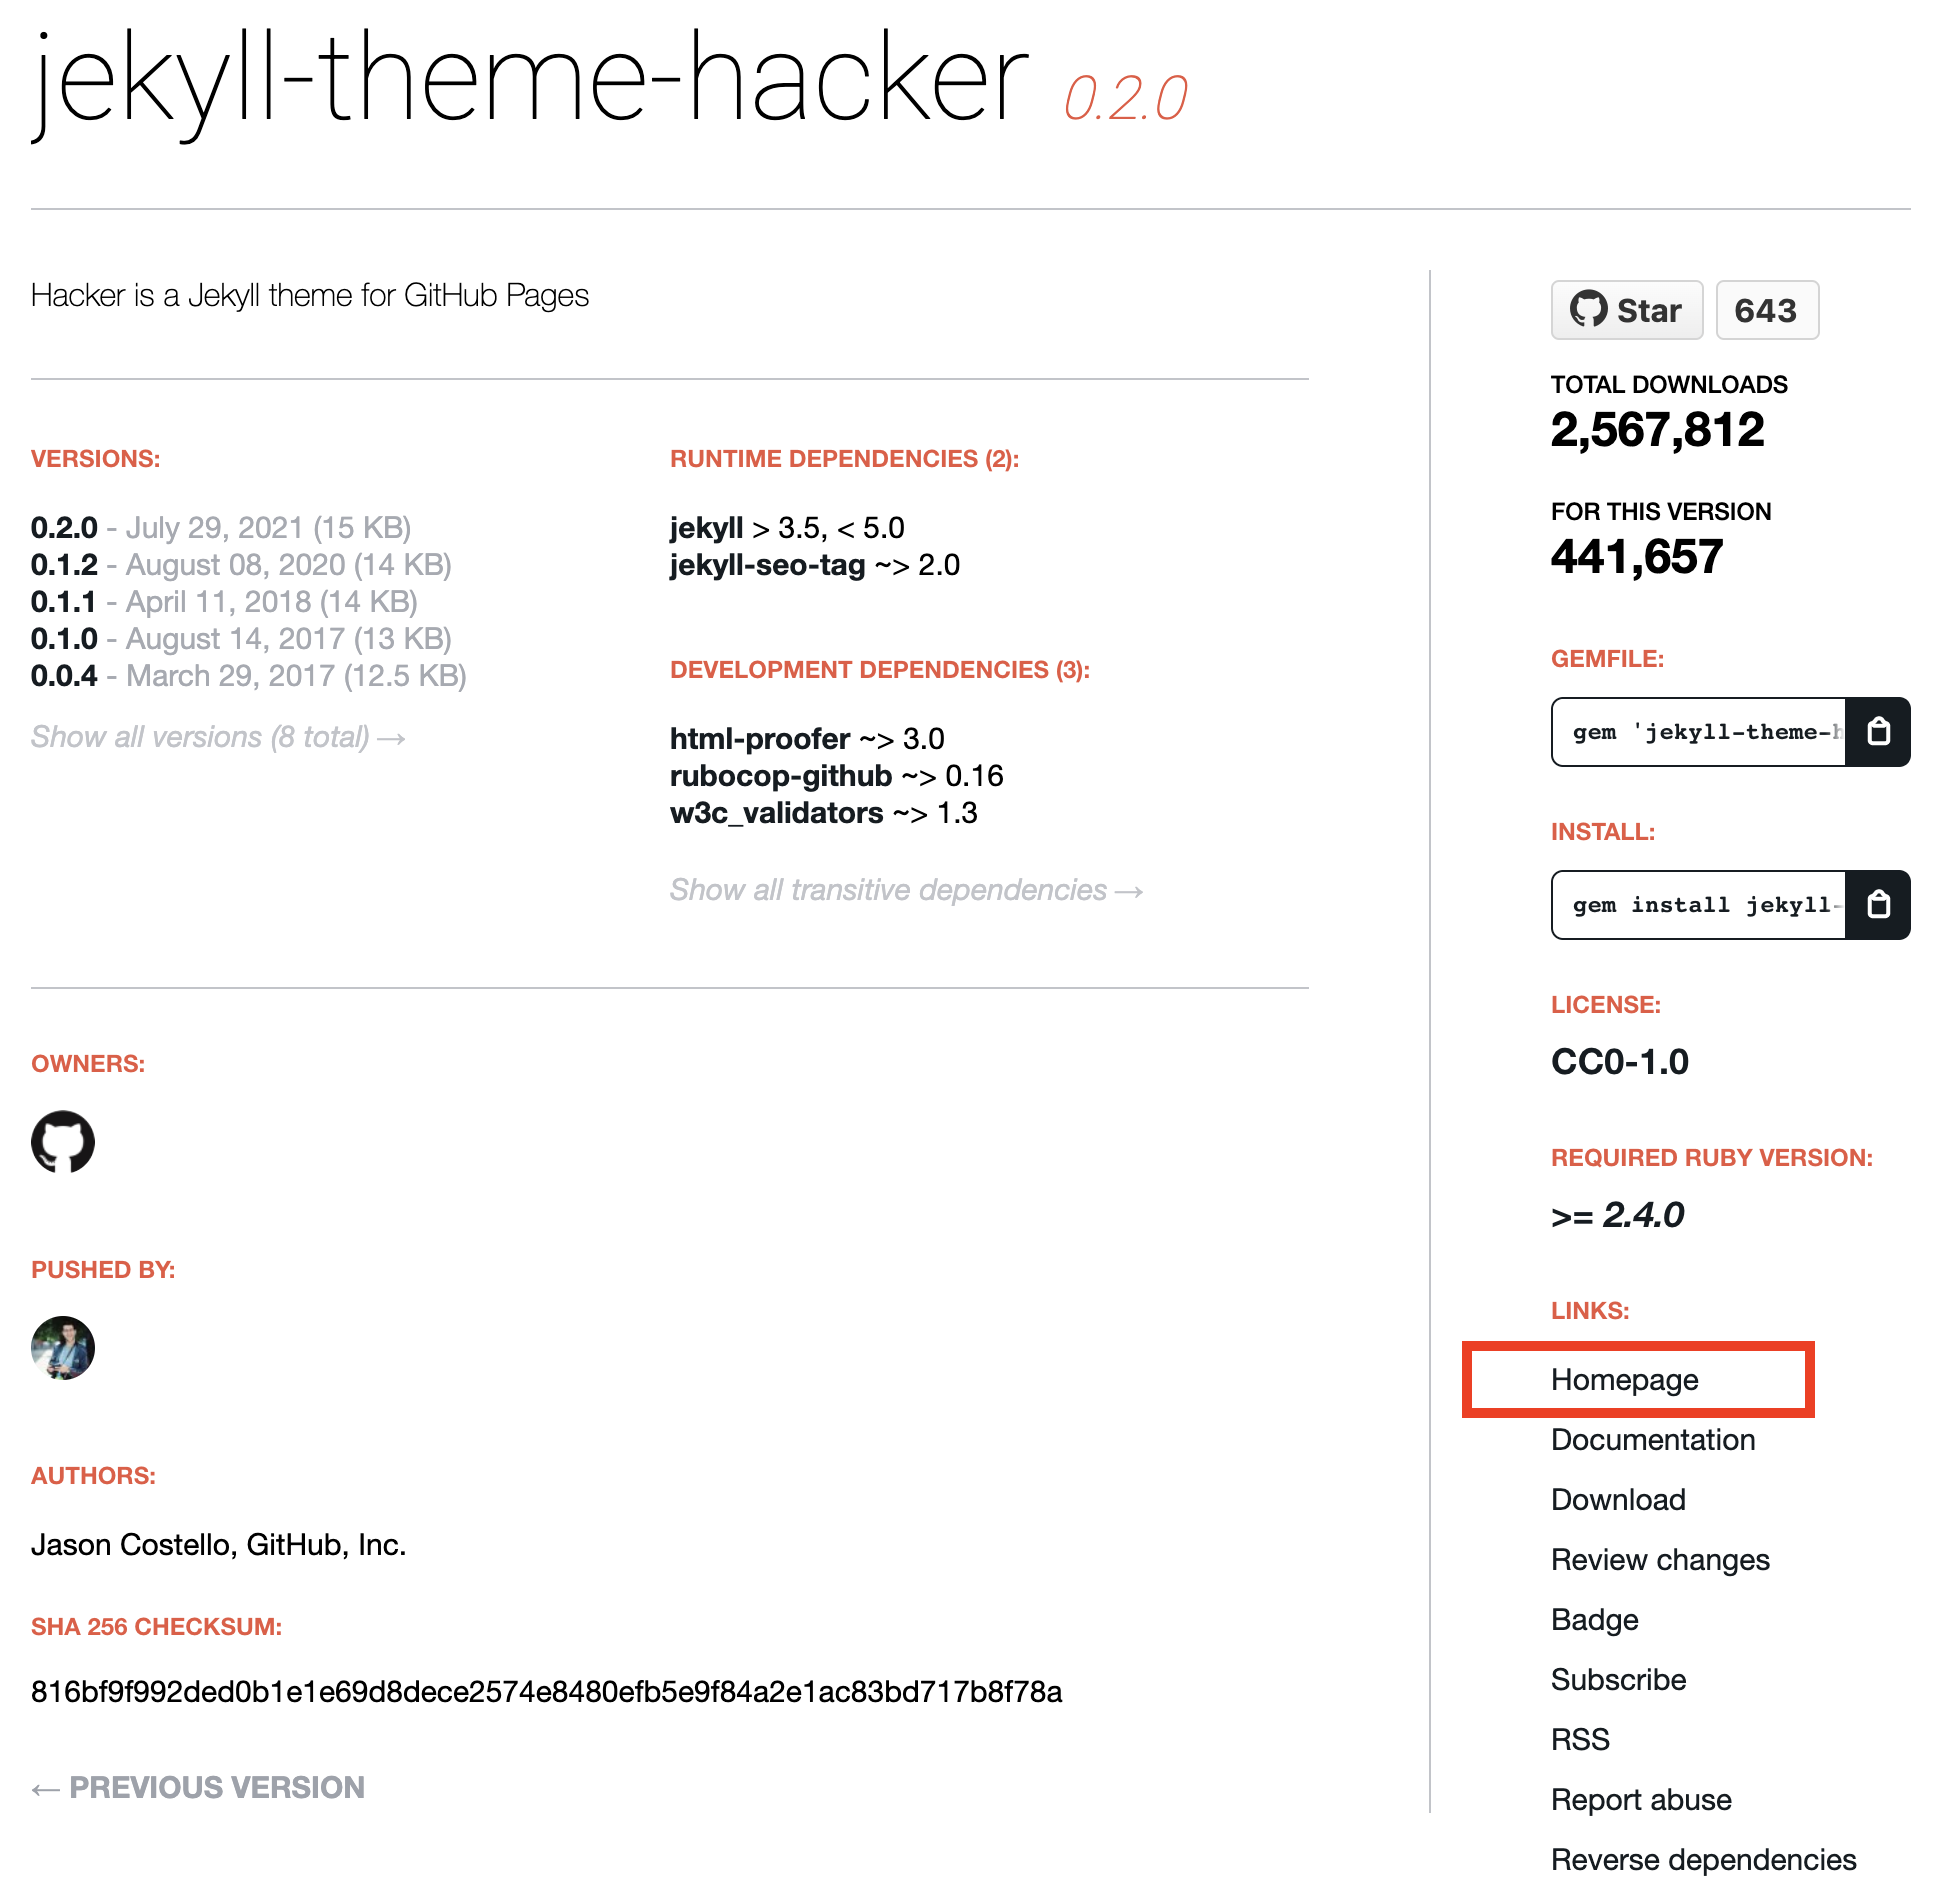 jekyll-theme-hacker 0.2.0
Hacker is a Jekyll theme for GitHub Pages
VERSIONS:
0.2.0 - July 29, 2021 (15 KB)
0.1.2 - August 08, 2020 (14 KB)
0.1.1 - April 11, 2018 (14 KB)
0.1.0 - August 14, 2017 (13 KB)
0.0.4 - March 29, 2017 (12.5 KB)
Show all versions (8 total) →
RUNTIME DEPENDENCIES (2):
jekyll > 3.5, < 5.0
jekyll-seo-tag ~> 2.0
DEVELOPMENT DEPENDENCIES (3):
html-proofer ~> 3.0
rubocop-github ~> 0.16
w3c_validators ~> 1.3
Show all transitive dependencies →
OWNERS:
PUSHED BY:
AUTHORS:
Jason Costello, GitHub, Inc.
SHA 256 CHECKSUM:
816bf9f992ded0b1e1e69d8dece2574e8480efb5e9f84a2e1ac83bd717b8f78a
← PREVIOUS VERSION
Star 643
TOTAL DOWNLOADS
2,567,812
FOR THIS VERSION
441,657
GEMFILE:
gem 'jekyll-theme-h
INSTALL:
gem install jekyll-
LICENSE:
CC0-1.0
REQUIRED RUBY VERSION:
>= 2.4.0
LINKS:
Homepage
Documentation
Download
Review changes
Badge
Subscribe
RSS
Report abuse
Reverse dependencies